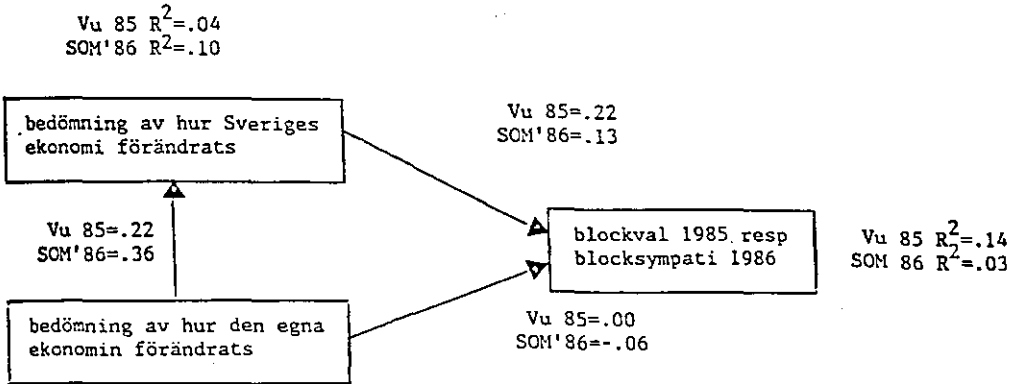 Vu 85 R²=.04
SOM'86 R²=.10
bedömning av hur Sveriges
ekonomi förändrats
Vu 85=.22
SOM'86=.13
Vu 85=.22
SOM'86=.36
blockval 1985 resp
blocksympati 1986
Vu 85 R²=.14
SOM 86 R²=.03
bedömning av hur den egna
ekonomin förändrats
Vu 85=.00
SOM'86=-.06